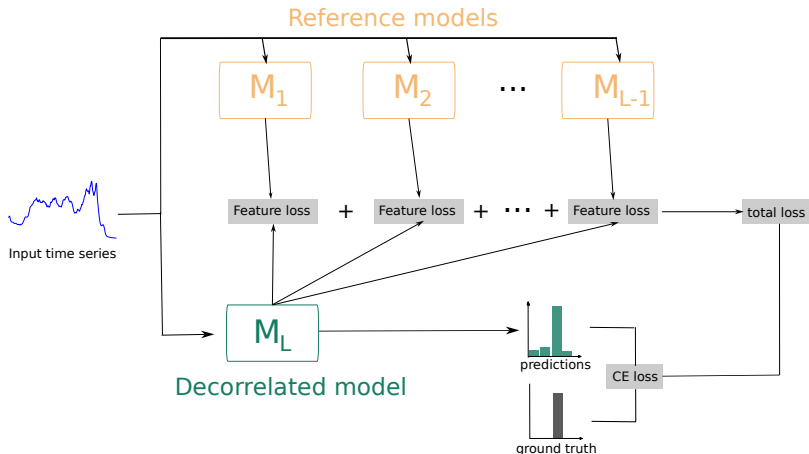 Reference models
M1
M2
...
ML-1
Feature loss
+
Feature loss
+ ... +
Feature loss
total loss
Input time series
ML
Decorrelated model
predictions
CE loss
ground truth